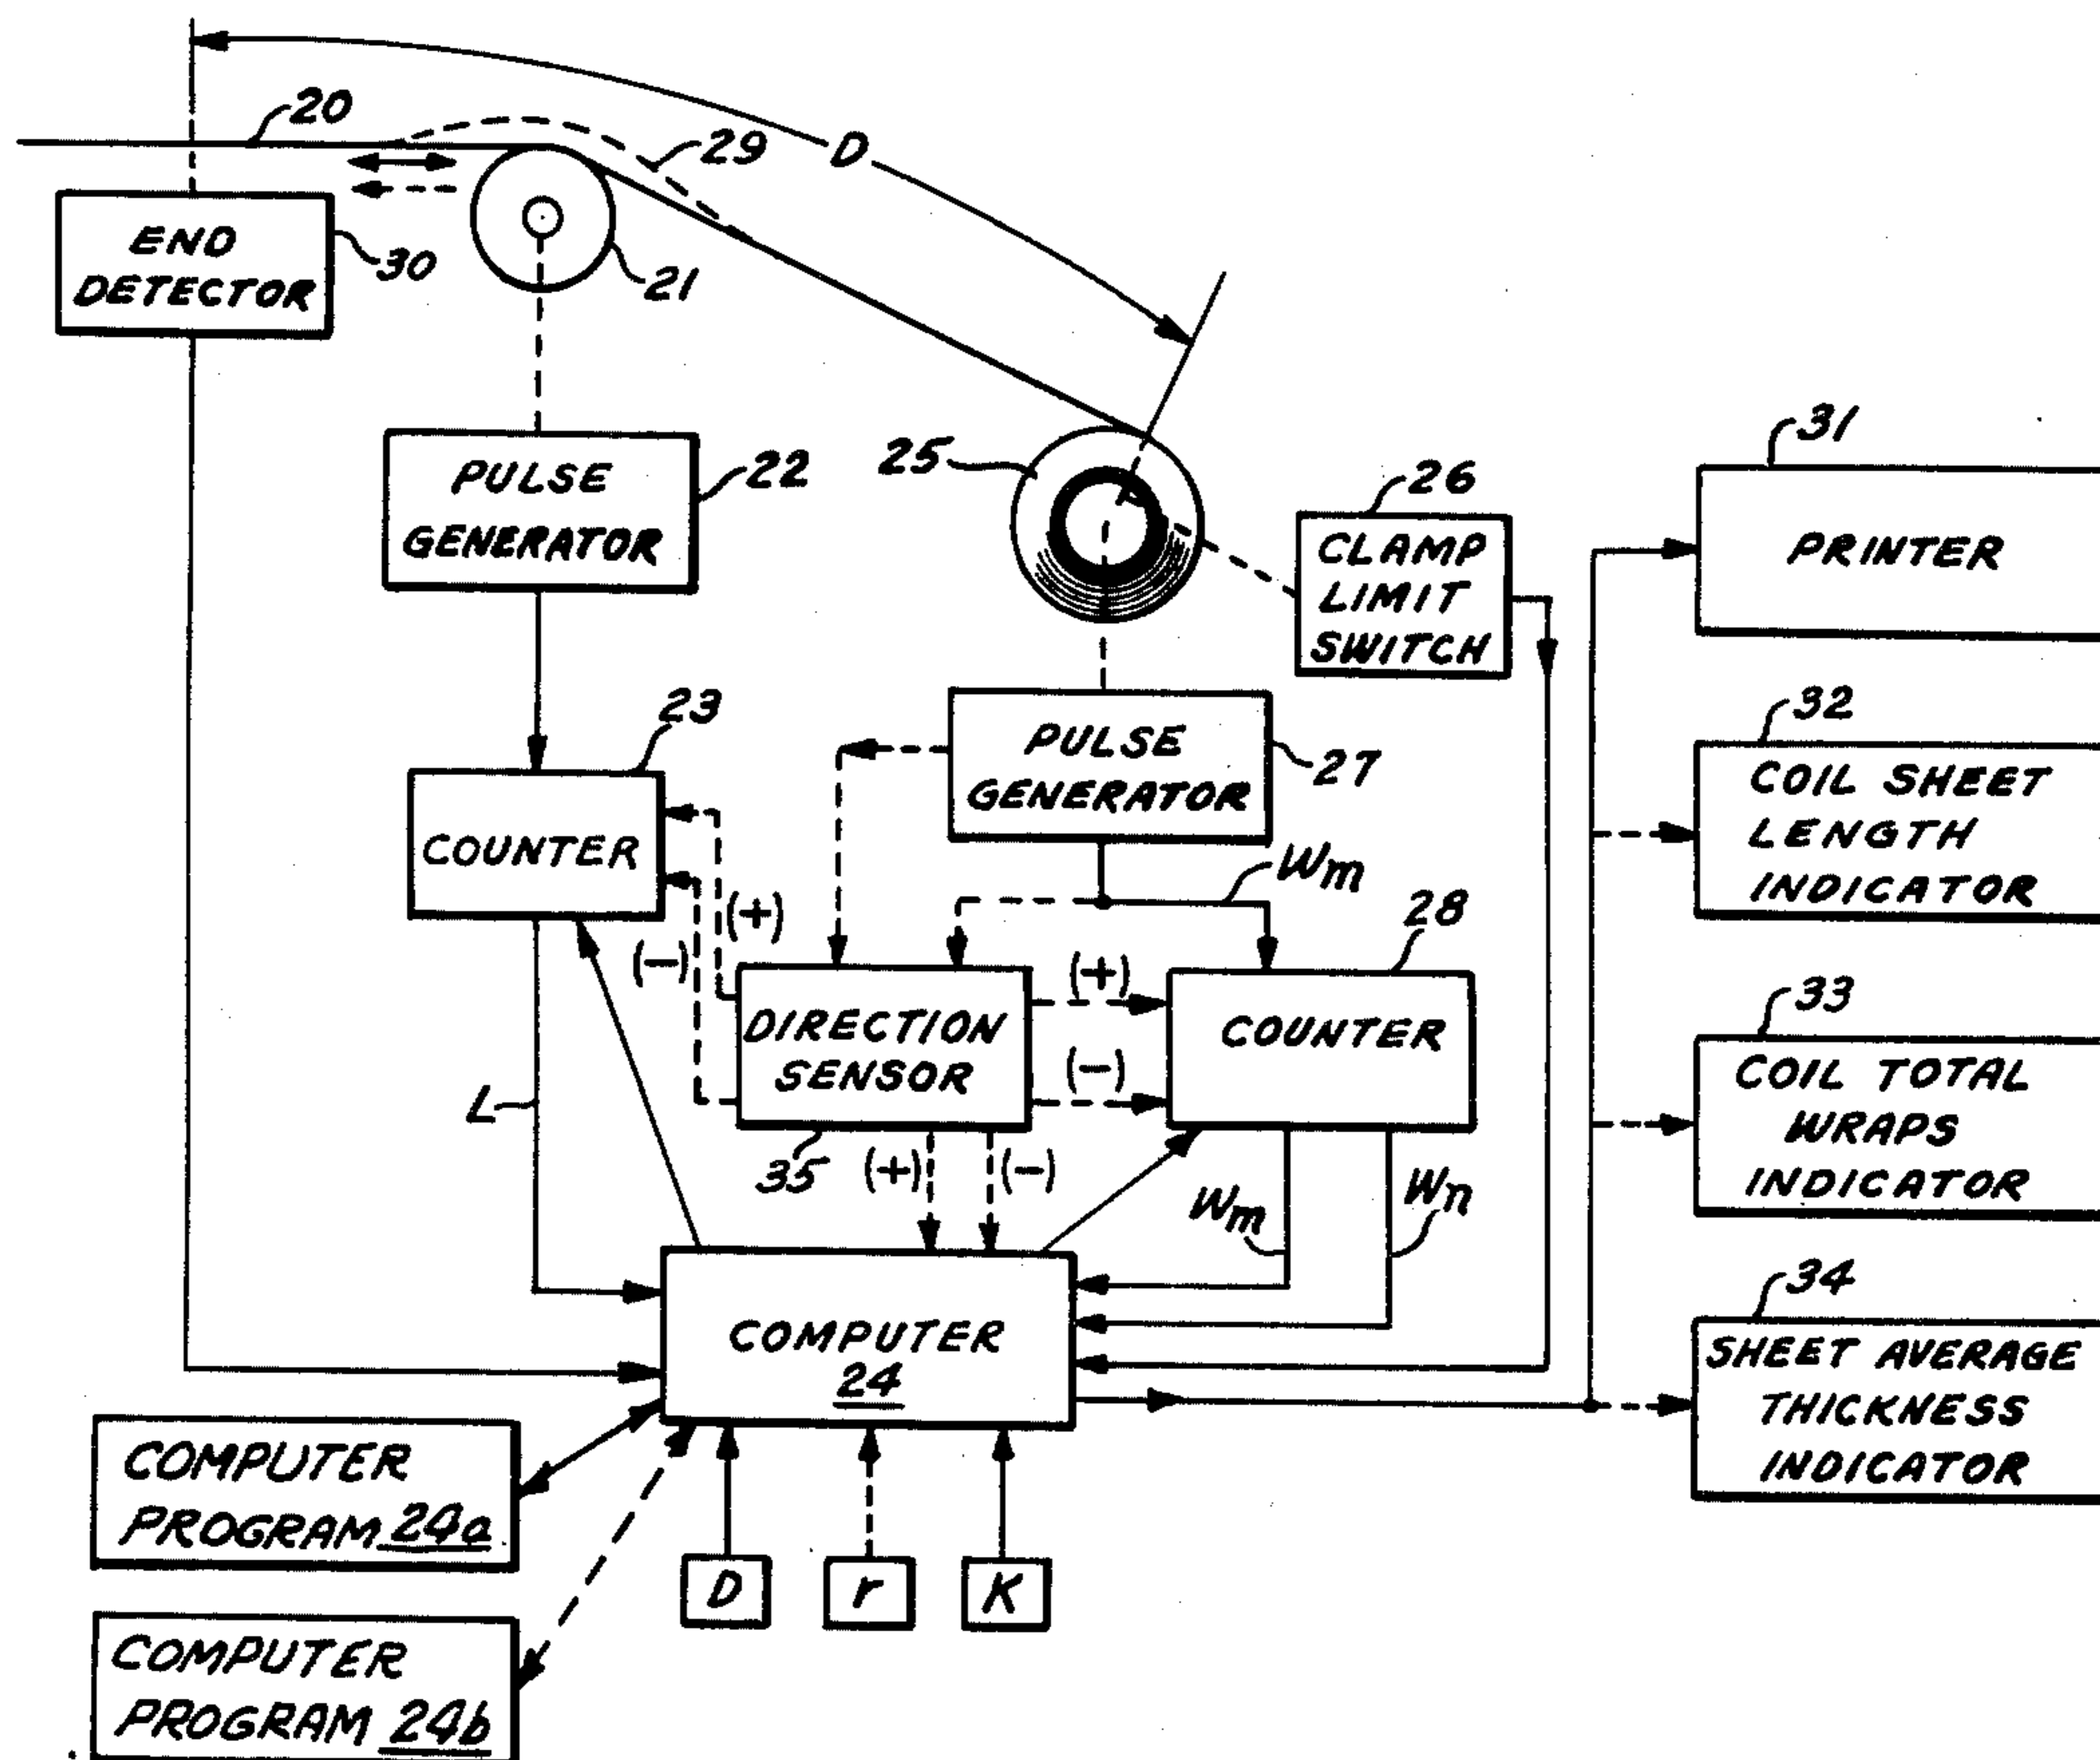 D
20
29
END
DETECTOR
30
21
PULSE
GENERATOR
22
25
26
CLAMP
LIMIT
SWITCH
31
PRINTER
23
COUNTER
PULSE
GENERATOR
27
32
COIL SHEET
LENGTH
INDICATOR
Wm
28
(+)
(-)
DIRECTION
SENSOR
35
(+)
(-)
COUNTER
33
COIL TOTAL
WRAPS
INDICATOR
L
(+)
(-)
Wm
Wn
34
SHEET AVERAGE
THICKNESS
INDICATOR
COMPUTER
24
COMPUTER
PROGRAM 24a
D
r
K
COMPUTER
PROGRAM 24b